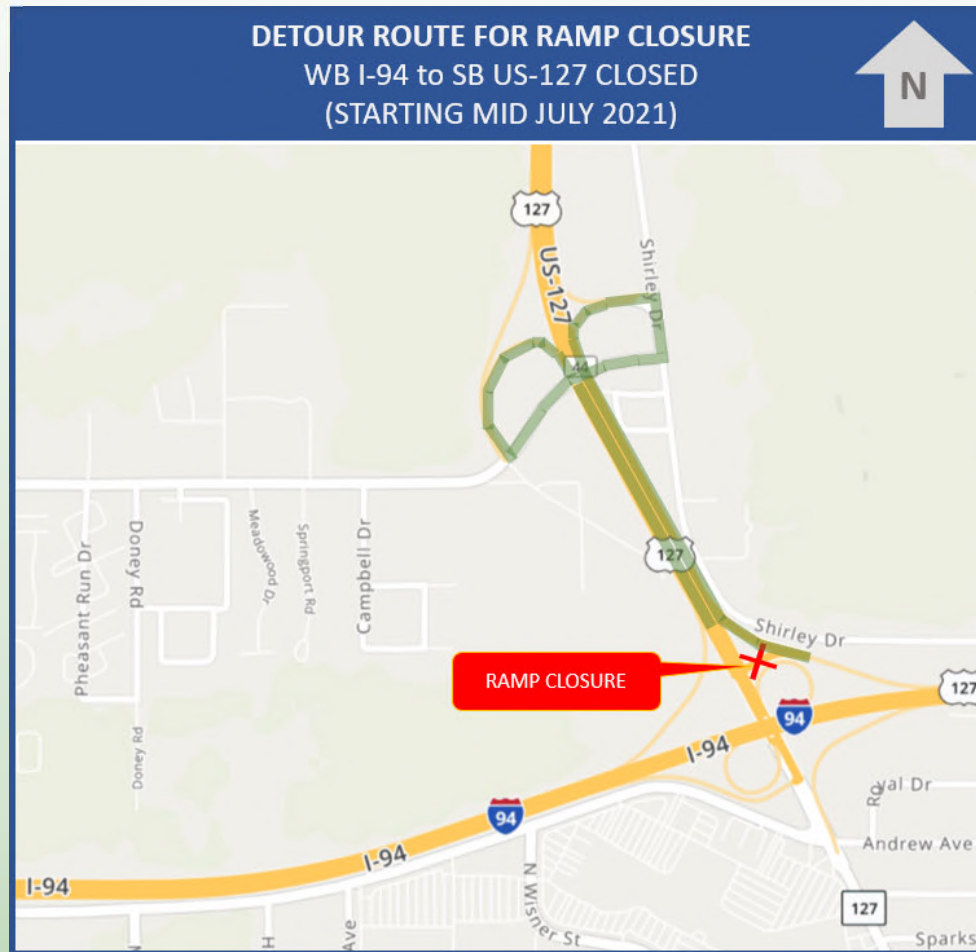 DETOUR ROUTE FOR RAMP CLOSURE
WB I-94 to SB US-127 CLOSED
(STARTING MID JULY 2021)
N
127
US-127
Shirley Dr
44
127
Pheasant Run Dr
Doney Rd
Meadowood Dr
Springport Rd
Campbell Dr
Shirley Dr
RAMP CLOSURE
127
94
I-94
Doney Rd
Royal Dr
94
I-94
Andrew Ave
I-94
N Wisner St
H
Ave
127
Sparks